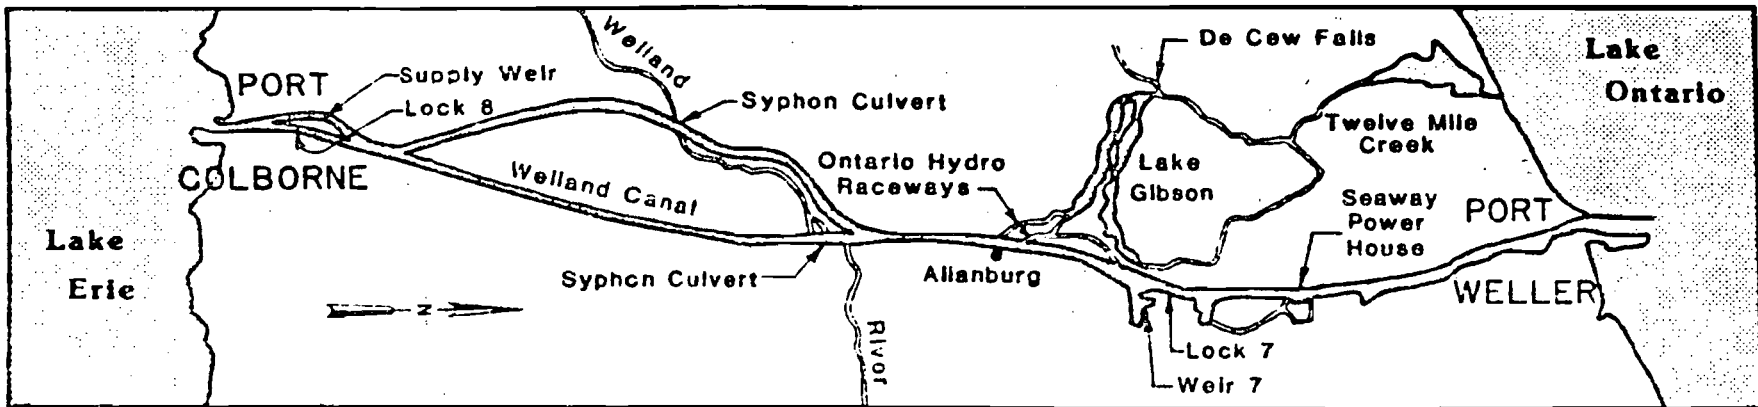 Lake
Erie
PORT
COLBORNE
Supply Weir
Lock 8
Welland
Syphon Culvert
Welland Canal
Syphon Culvert
River
N
Ontario Hydro
Raceways
Allanburg
De Cew Falls
Lake
Gibson
Twelve Mile
Creek
Seaway
Power
House
Lock 7
Weir 7
PORT
WELLER
Lake
Ontario